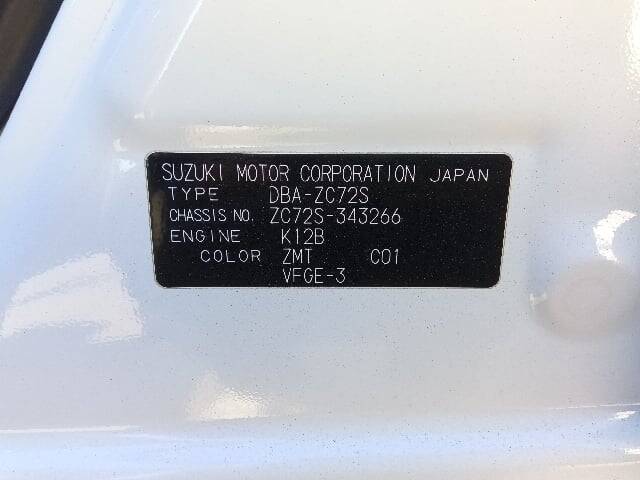 SUZUKI MOTOR CORPORATION JAPAN
TYPE DBA-ZC72S
CHASSIS NO. ZC72S-343266
ENGINE K12B
COLOR ZMT C01
VFGE-3